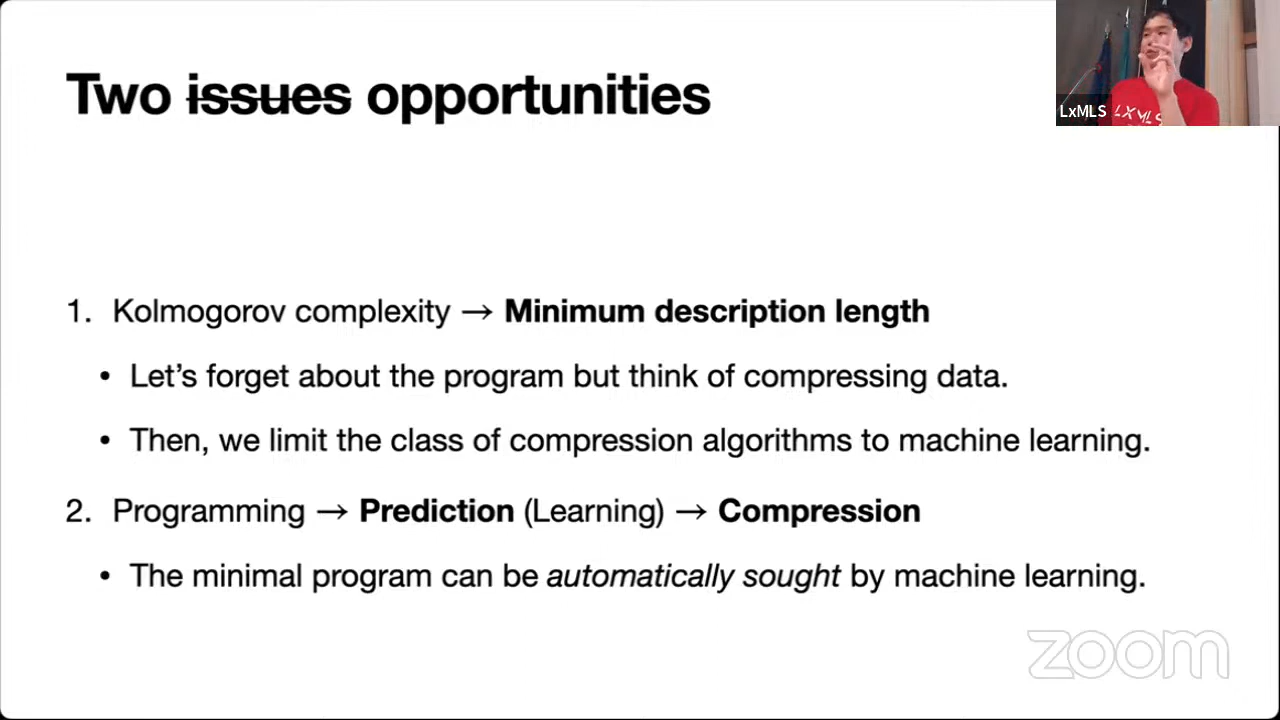 Two issues opportunities
LxMLS LXMLS
1. Kolmogorov complexity → Minimum description length
• Let's forget about the program but think of compressing data.
• Then, we limit the class of compression algorithms to machine learning.
2. Programming → Prediction (Learning) → Compression
• The minimal program can be automatically sought by machine learning.
zoom